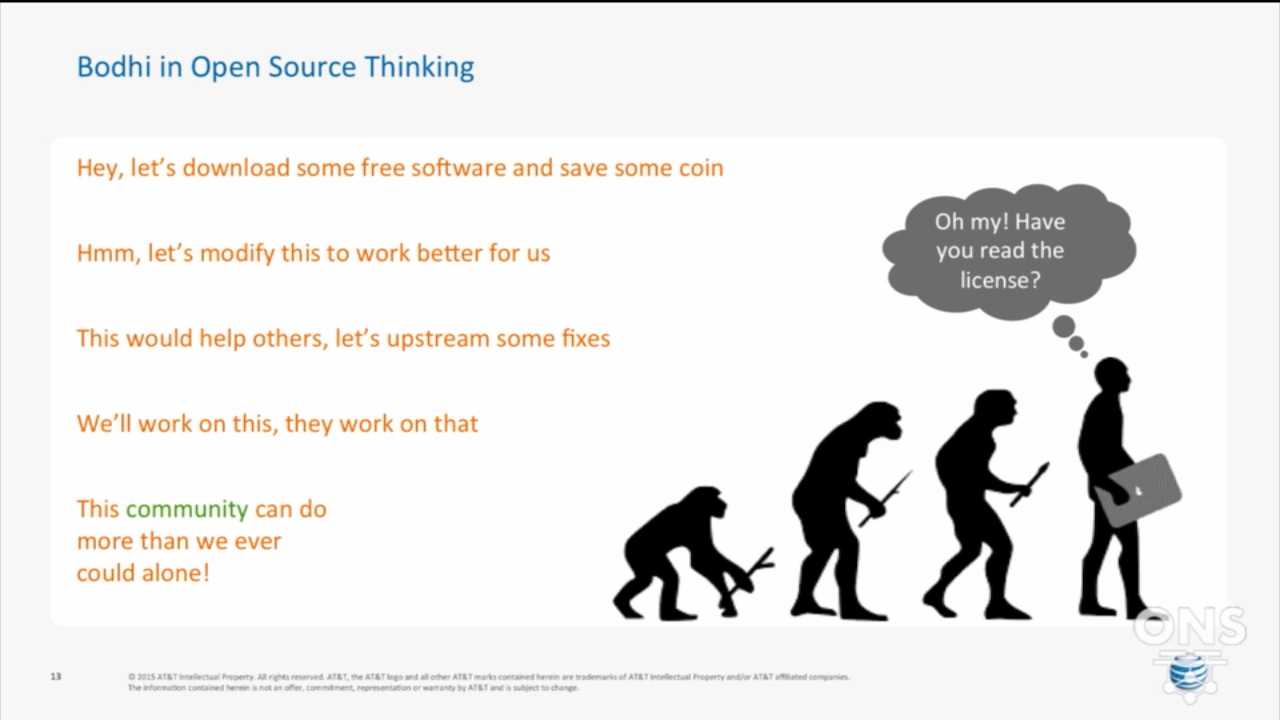 Bodhi in Open Source Thinking
Hey, let's download some free software and save some coin
Hmm, let's modify this to work better for us
This would help others, let's upstream some fixes
We'll work on this, they work on that
This community can do
more than we ever
could alone!
Oh my! Have
you read the
license?
ONS
13
© 2015 AT&T Intellectual Property. All rights reserved. AT&T, the AT&T logo and all other AT&T marks contained herein are trademarks of AT&T Intellectual Property and/or AT&T affiliated companies.
The information contained herein is not an offer, commitment, representation or warranty by AT&T and is subject to change.